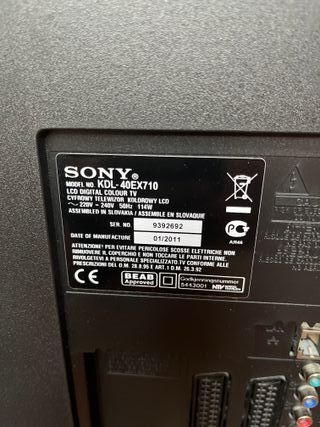 SONY®
MODEL NO. KDL-40EX710
LCD DIGITAL COLOUR TV
CYFROWY TELEWIZOR KOLOROWY LCD
~ 220V - 240V 50Hz 114W
ASSEMBLED IN SLOVAKIA / ASSEMBLE EN SLOVAQUIE
SER. NO 9392692
DATE OF MANUFACTURE 01/2011
ATTENZIONE! PER EVITARE PERICOLOSE SCOSSE ELETTRICHE NON
RIMUOVERE IL COPERCHIO E NON TOCCARE LE PARTI INTERNE.
RIVOLGETEVI A PERSONALE SPECIALIZZATO. TV CONFORME ALLE
PRESCRIZIONI DEL D.M. 28.8.95 E ART.1 D.M. 26.3.92
CE
BEAB
Approved
Godkjenningsnummer
5443001
NTV